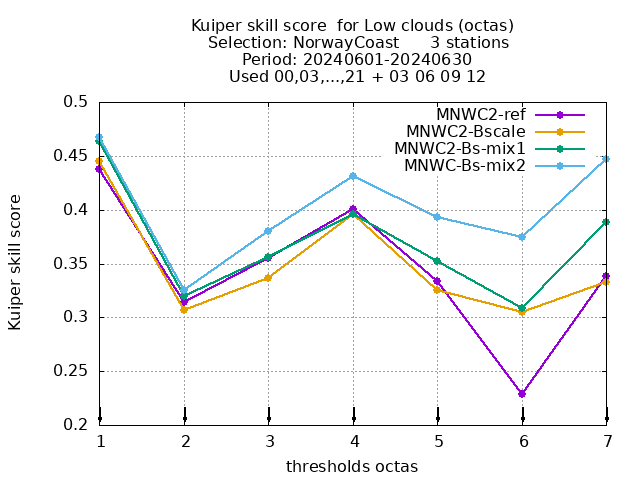 Kuiper skill score  for Low clouds (octas)
Selection: NorwayCoast      3 stations
Period: 20240601-20240630
Used 00,03,...,21 + 03 06 09 12
MNWC2-ref
MNWC2-Bscale
MNWC2-Bs-mix1
MNWC-Bs-mix2
0.5
0.45
0.4
0.35
0.3
0.25
0.2
Kuiper skill score
1 2 3 4 5 6 7
thresholds octas